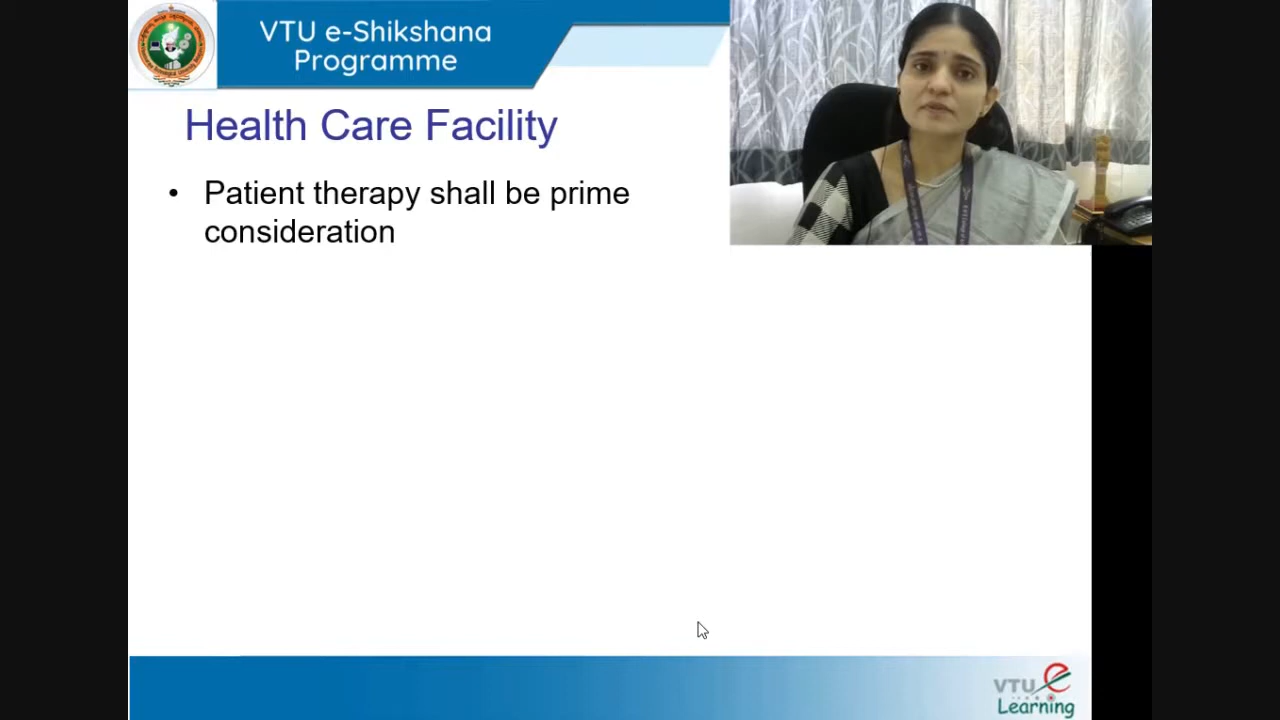 VTU e-Shikshana
Programme
Health Care Facility
• Patient therapy shall be prime
consideration
VTU e
Learning